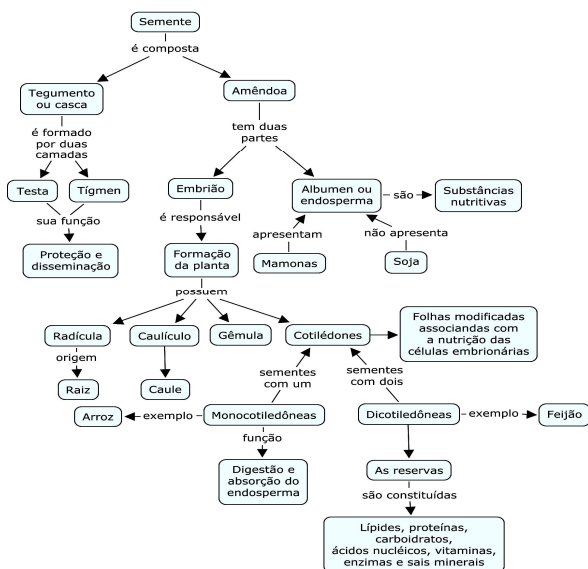 Semente
é composta
Tegumento
ou casca
Amêndoa
é formado
por duas
camadas
tem duas
partes
Testa
Tígmen
Embrião
Albumen ou
endosperma
são
Substâncias
nutritivas
sua função
é responsável
apresentam
não apresenta
Proteção e
disseminação
Formação
da planta
Mamonas
Soja
possuem
Radícula
Caulículo
Gêmula
Cotilédones
Folhas modificadas
associandas com
a nutrição das
células embrionárias
origem
Raiz
Caule
sementes
com um
sementes
com dois
Arroz
exemplo
Monocotiledôneas
Dicotiledôneas
exemplo
Feijão
função
Digestão e
absorção do
endosperma
As reservas
são constituídas
Lípides, proteínas,
carboidratos,
ácidos nucléicos, vitaminas,
enzimas e sais minerais